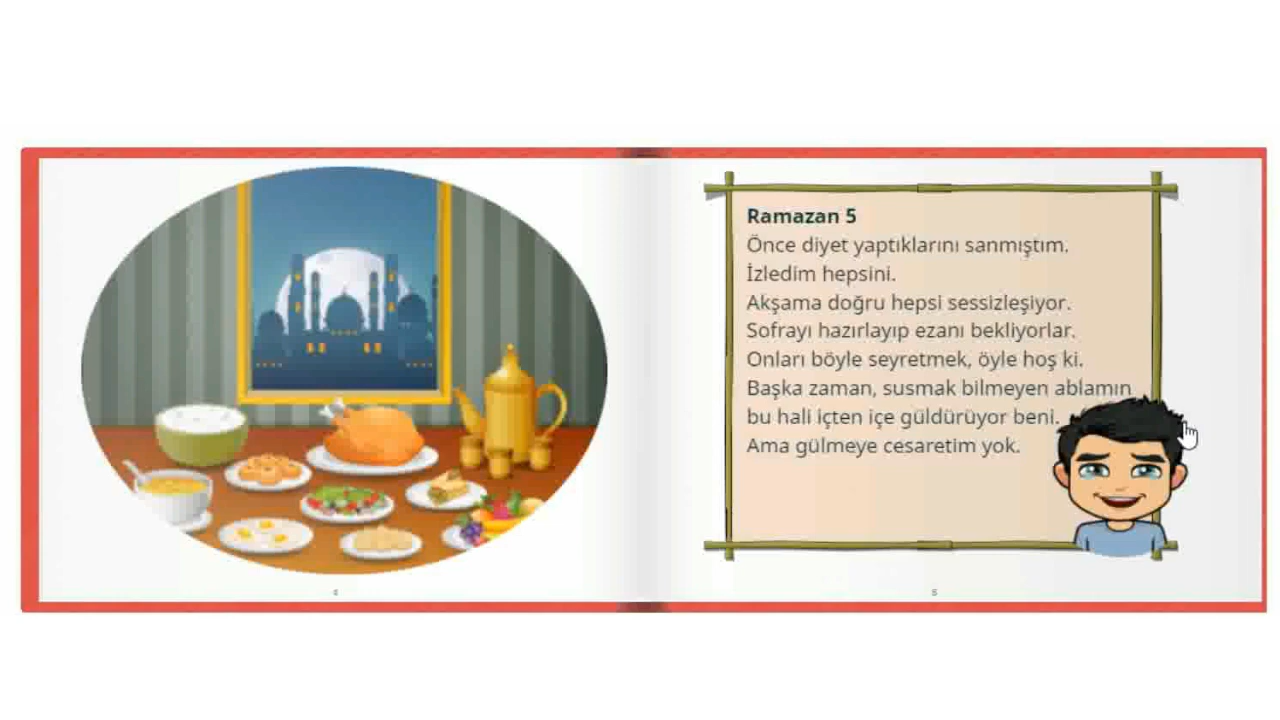 Ramazan 5
Önce diyet yaptıklarını sanmıştım.
İzledim hepsini.
Akşama doğru hepsi sessizleşiyor.
Sofrayı hazırlayıp ezanı bekliyorlar.
Onları böyle seyretmek, öyle hoş ki.
Başka zaman, susmak bilmeyen ablamın
bu hali içten içe güldürüyor beni.
Ama gülmeye cesaretim yok.
5